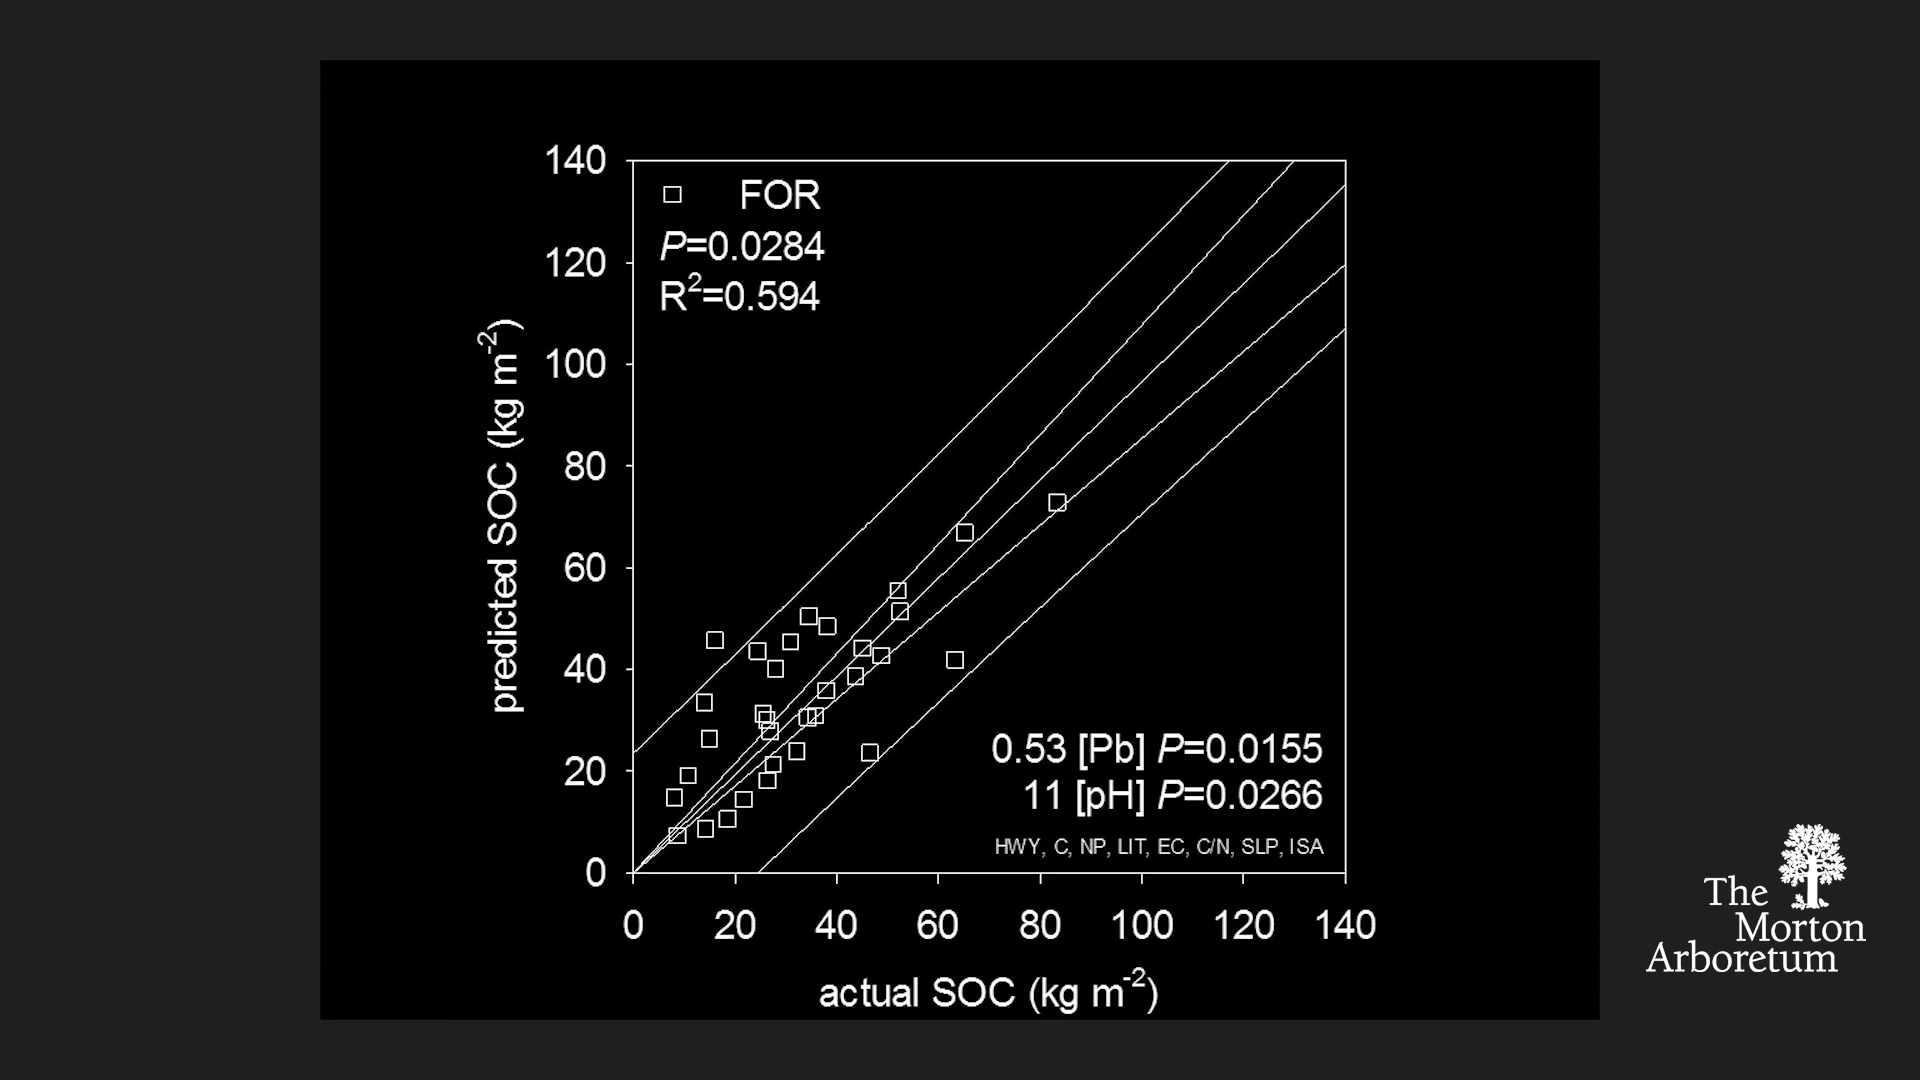 140
120
100
80
60
40
20
0
predicted SOC (kg m-2)
FOR
P=0.0284
R2=0.594
0.53 [Pb] P=0.0155
11 [pH] P=0.0266
HWY, C, NP, LIT, EC, C/N, SLP, ISA
0 20 40 60 80 100 120 140
actual SOC (kg m-2)
The
Morton
Arboretum